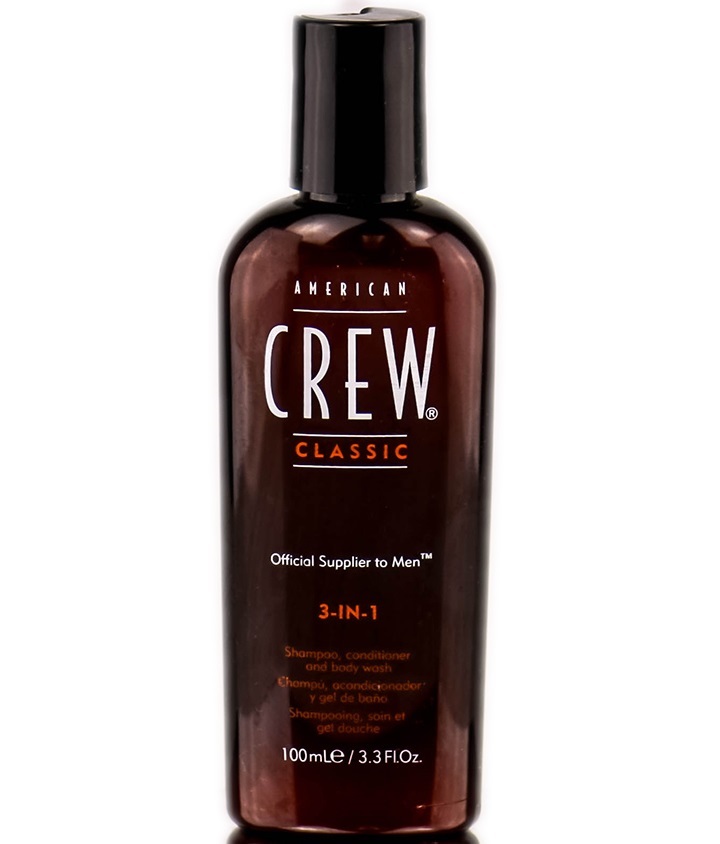 AMERICAN
CREW®
CLASSIC
Official Supplier to Men™
3-IN-1
Shampoo, conditioner
and body wash
Champú, acondicionador
y gel de baño
Shampooing, soin et
gel douche
100mL℮ / 3.3 Fl.Oz.